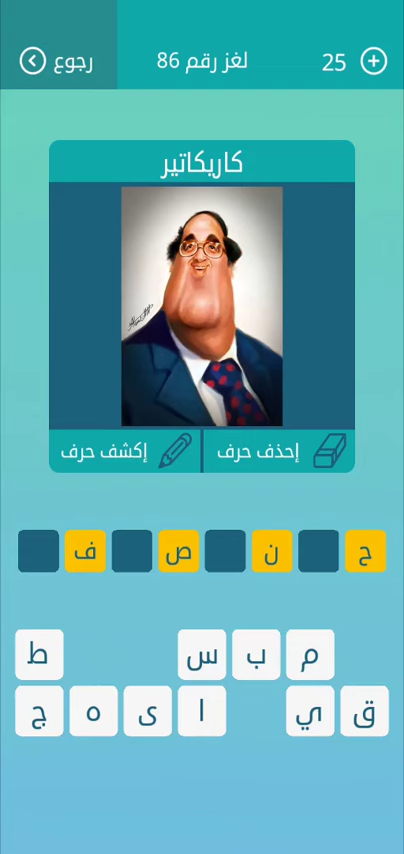 رجوع
لغز رقم 86
25
كاريكاتير
إحذف حرف
إكشف حرف
ح ن ص ف
م ب س ط
ق ي ا ى ه ج